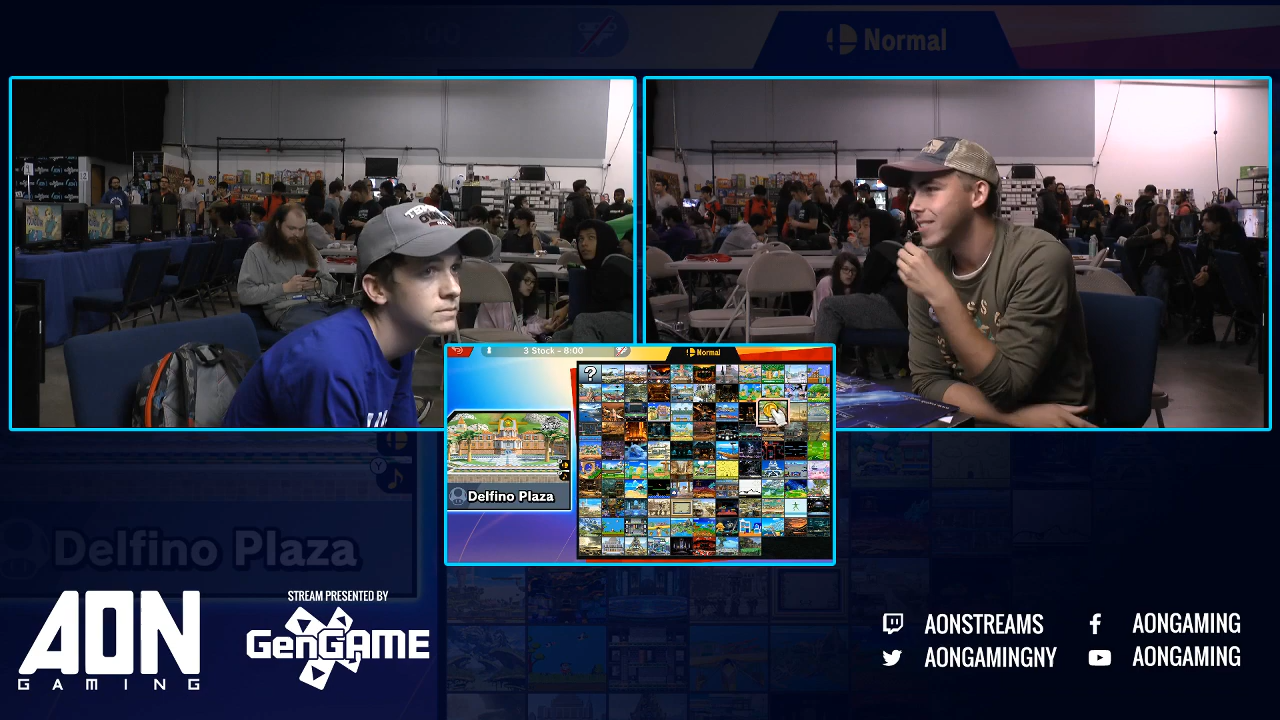 Normal
3 Stock - 8:00
Normal
?
Delfino Plaza
Y
Delfino Plaza
AON
GAMING
STREAM PRESENTED BY
GenGAME
AONSTREAMS
AONGAMING
AONGAMINGNY
AONGAMING